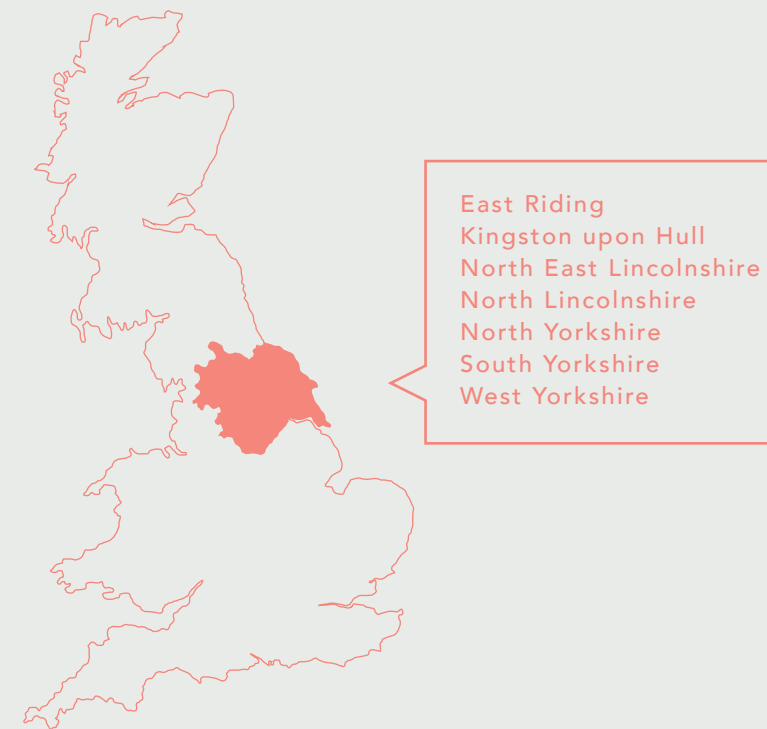 East Riding
Kingston upon Hull
North East Lincolnshire
North Lincolnshire
North Yorkshire
South Yorkshire
West Yorkshire